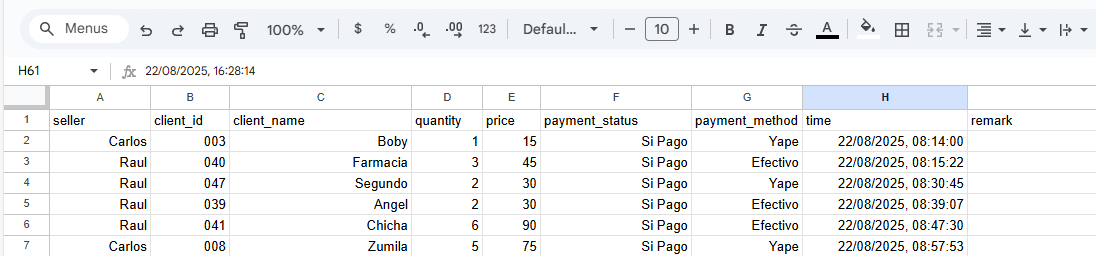 Menus 100% $ % .0 .00 123 Defaul... − 10 + B I S A
H61 fx 22/08/2025, 16:28:14
A B C D E F G H
1 seller client_id client_name quantity price payment_status payment_method time remark
2 Carlos 003 Boby 1 15 Si Pago Yape 22/08/2025, 08:14:00
3 Raul 040 Farmacia 3 45 Si Pago Efectivo 22/08/2025, 08:15:22
4 Raul 047 Segundo 2 30 Si Pago Yape 22/08/2025, 08:30:45
5 Raul 039 Angel 2 30 Si Pago Efectivo 22/08/2025, 08:39:07
6 Raul 041 Chicha 6 90 Si Pago Efectivo 22/08/2025, 08:47:30
7 Carlos 008 Zumila 5 75 Si Pago Yape 22/08/2025, 08:57:53